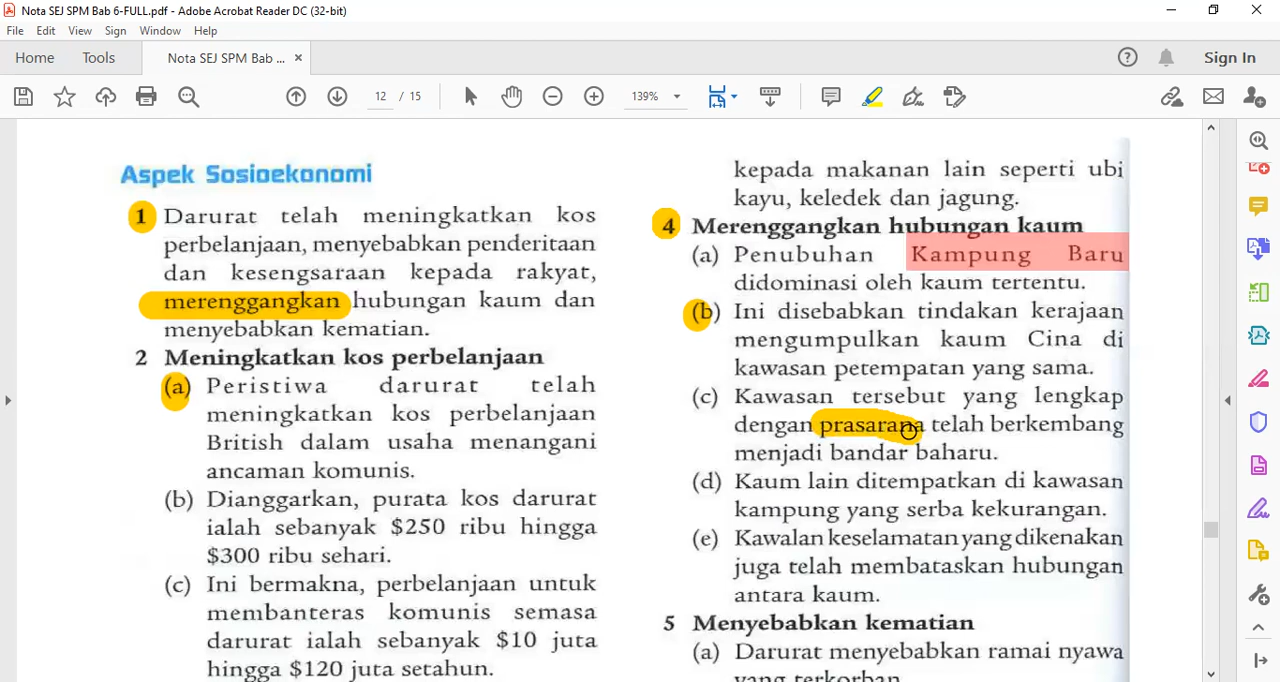 Nota SEJ SPM Bab 6-FULL.pdf - Adobe Acrobat Reader DC (32-bit)
File Edit View Sign Window Help
Home Tools Nota SEJ SPM Bab ... × Sign In
12 / 15 139%
Aspek Sosioekonomi
1 Darurat telah meningkatkan kos
perbelanjaan, menyebabkan penderitaan
dan kesengsaraan kepada rakyat,
merenggangkan hubungan kaum dan
menyebabkan kematian.
2 Meningkatkan kos perbelanjaan
(a) Peristiwa darurat telah
meningkatkan kos perbelanjaan
British dalam usaha menangani
ancaman komunis.
(b) Dianggarkan, purata kos darurat
ialah sebanyak $250 ribu hingga
$300 ribu sehari.
(c) Ini bermakna, perbelanjaan untuk
membanteras komunis semasa
darurat ialah sebanyak $10 juta
hingga $120 juta setahun.
kepada makanan lain seperti ubi
kayu, keledek dan jagung.
4 Merenggangkan hubungan kaum
(a) Penubuhan Kampung Baru
didominasi oleh kaum tertentu.
(b) Ini disebabkan tindakan kerajaan
mengumpulkan kaum Cina di
kawasan petempatan yang sama.
(c) Kawasan tersebut yang lengkap
dengan prasarana telah berkembang
menjadi bandar baharu.
(d) Kaum lain ditempatkan di kawasan
kampung yang serba kekurangan.
(e) Kawalan keselamatan yang dikenakan
juga telah membataskan hubungan
antara kaum.
5 Menyebabkan kematian
(a) Darurat menyebabkan ramai nyawa
yang terkorban.